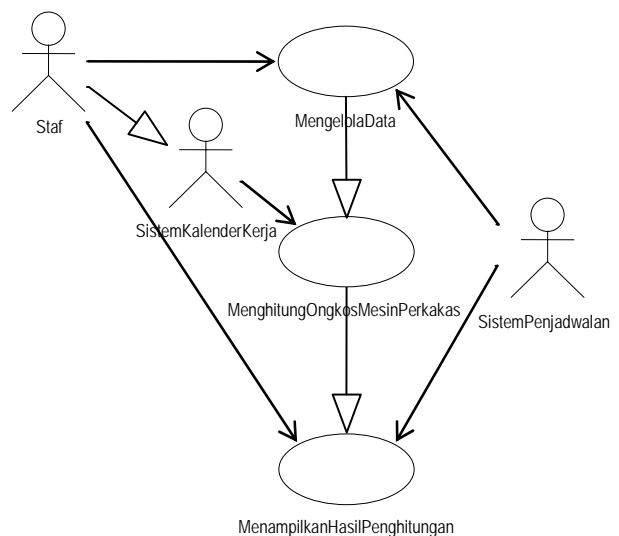 MengelolaData
Staf
SistemKalenderKerja
MenghitungOngkosMesinPerkakas
SistemPenjadwalan
MenampilkanHasilPenghitungan